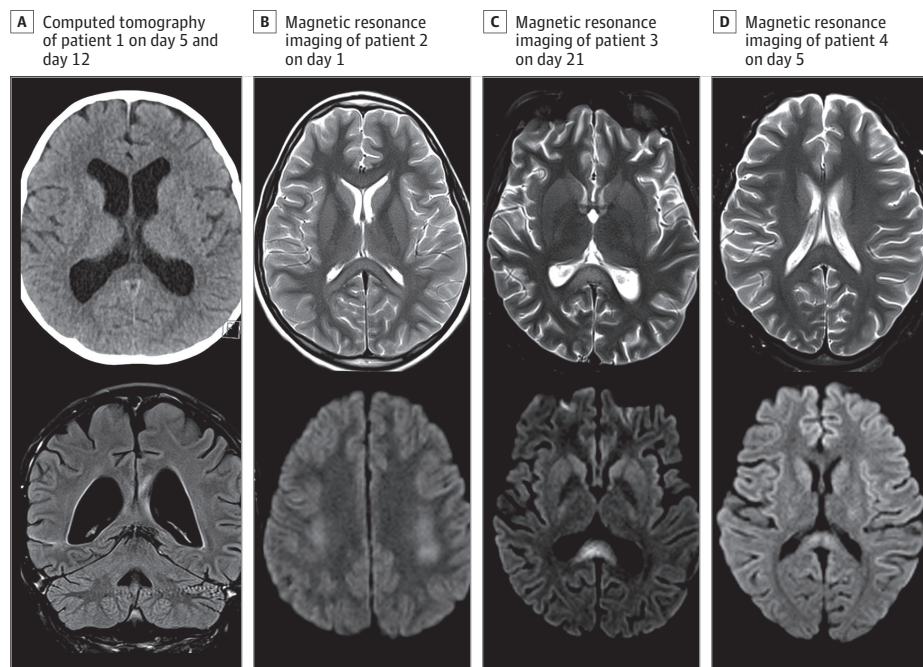 A Computed tomography
of patient 1 on day 5 and
day 12
B Magnetic resonance
imaging of patient 2
on day 1
C Magnetic resonance
imaging of patient 3
on day 21
D Magnetic resonance
imaging of patient 4
on day 5